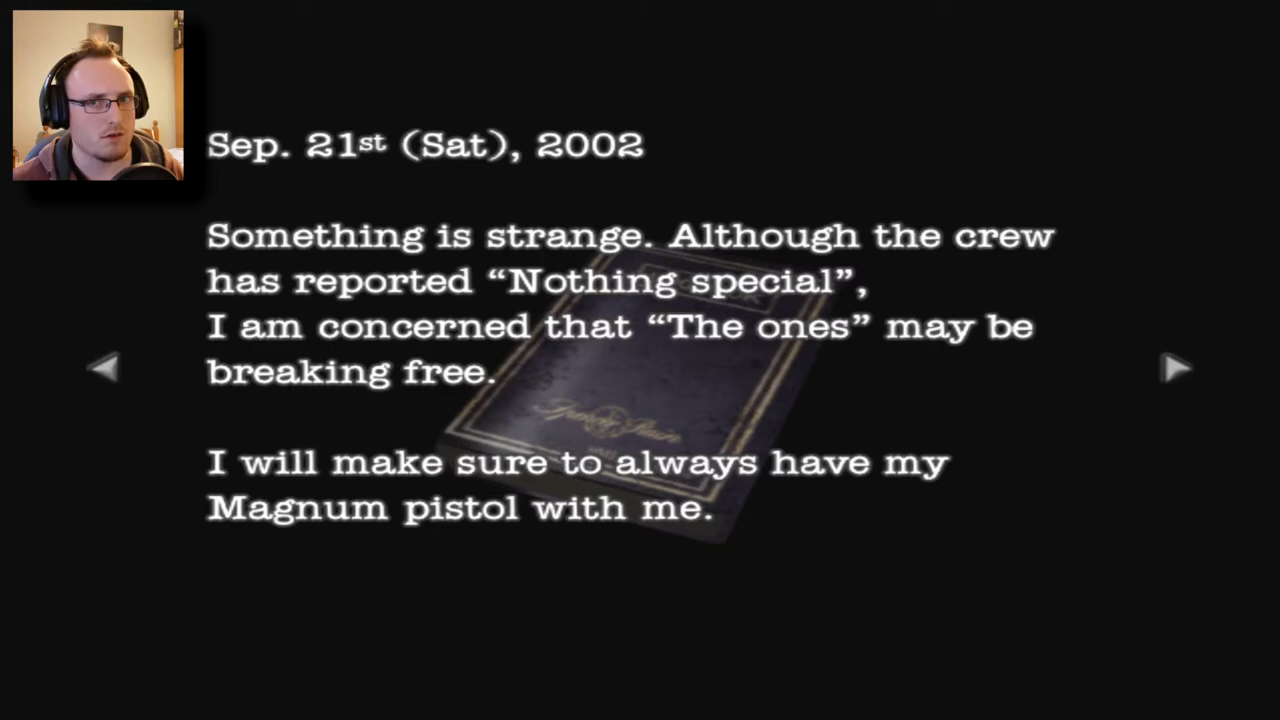 Sep. 21st (Sat), 2002
Something is strange. Although the crew
has reported “Nothing special”,
I am concerned that “The ones” may be
breaking free.
I will make sure to always have my
Magnum pistol with me.